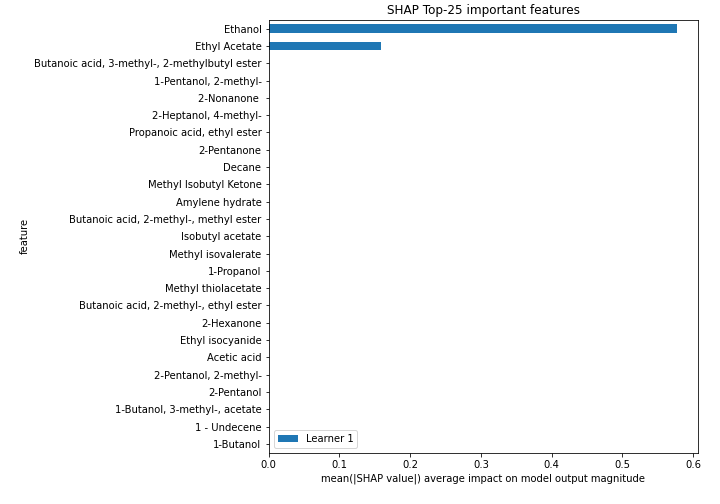 SHAP Top-25 important features
Ethanol
Ethyl Acetate
Butanoic acid, 3-methyl-, 2-methylbutyl ester
1-Pentanol, 2-methyl-
2-Nonanone
2-Heptanol, 4-methyl-
Propanoic acid, ethyl ester
2-Pentanone
Decane
Methyl Isobutyl Ketone
Amylene hydrate
Butanoic acid, 2-methyl-, methyl ester
Isobutyl acetate
Methyl isovalerate
1-Propanol
Methyl thiolacetate
Butanoic acid, 2-methyl-, ethyl ester
2-Hexanone
Ethyl isocyanide
Acetic acid
2-Pentanol, 2-methyl-
2-Pentanol
1-Butanol, 3-methyl-, acetate
1 - Undecene
1-Butanol
feature
Learner 1
0.0 0.1 0.2 0.3 0.4 0.5 0.6
mean(|SHAP value|) average impact on model output magnitude